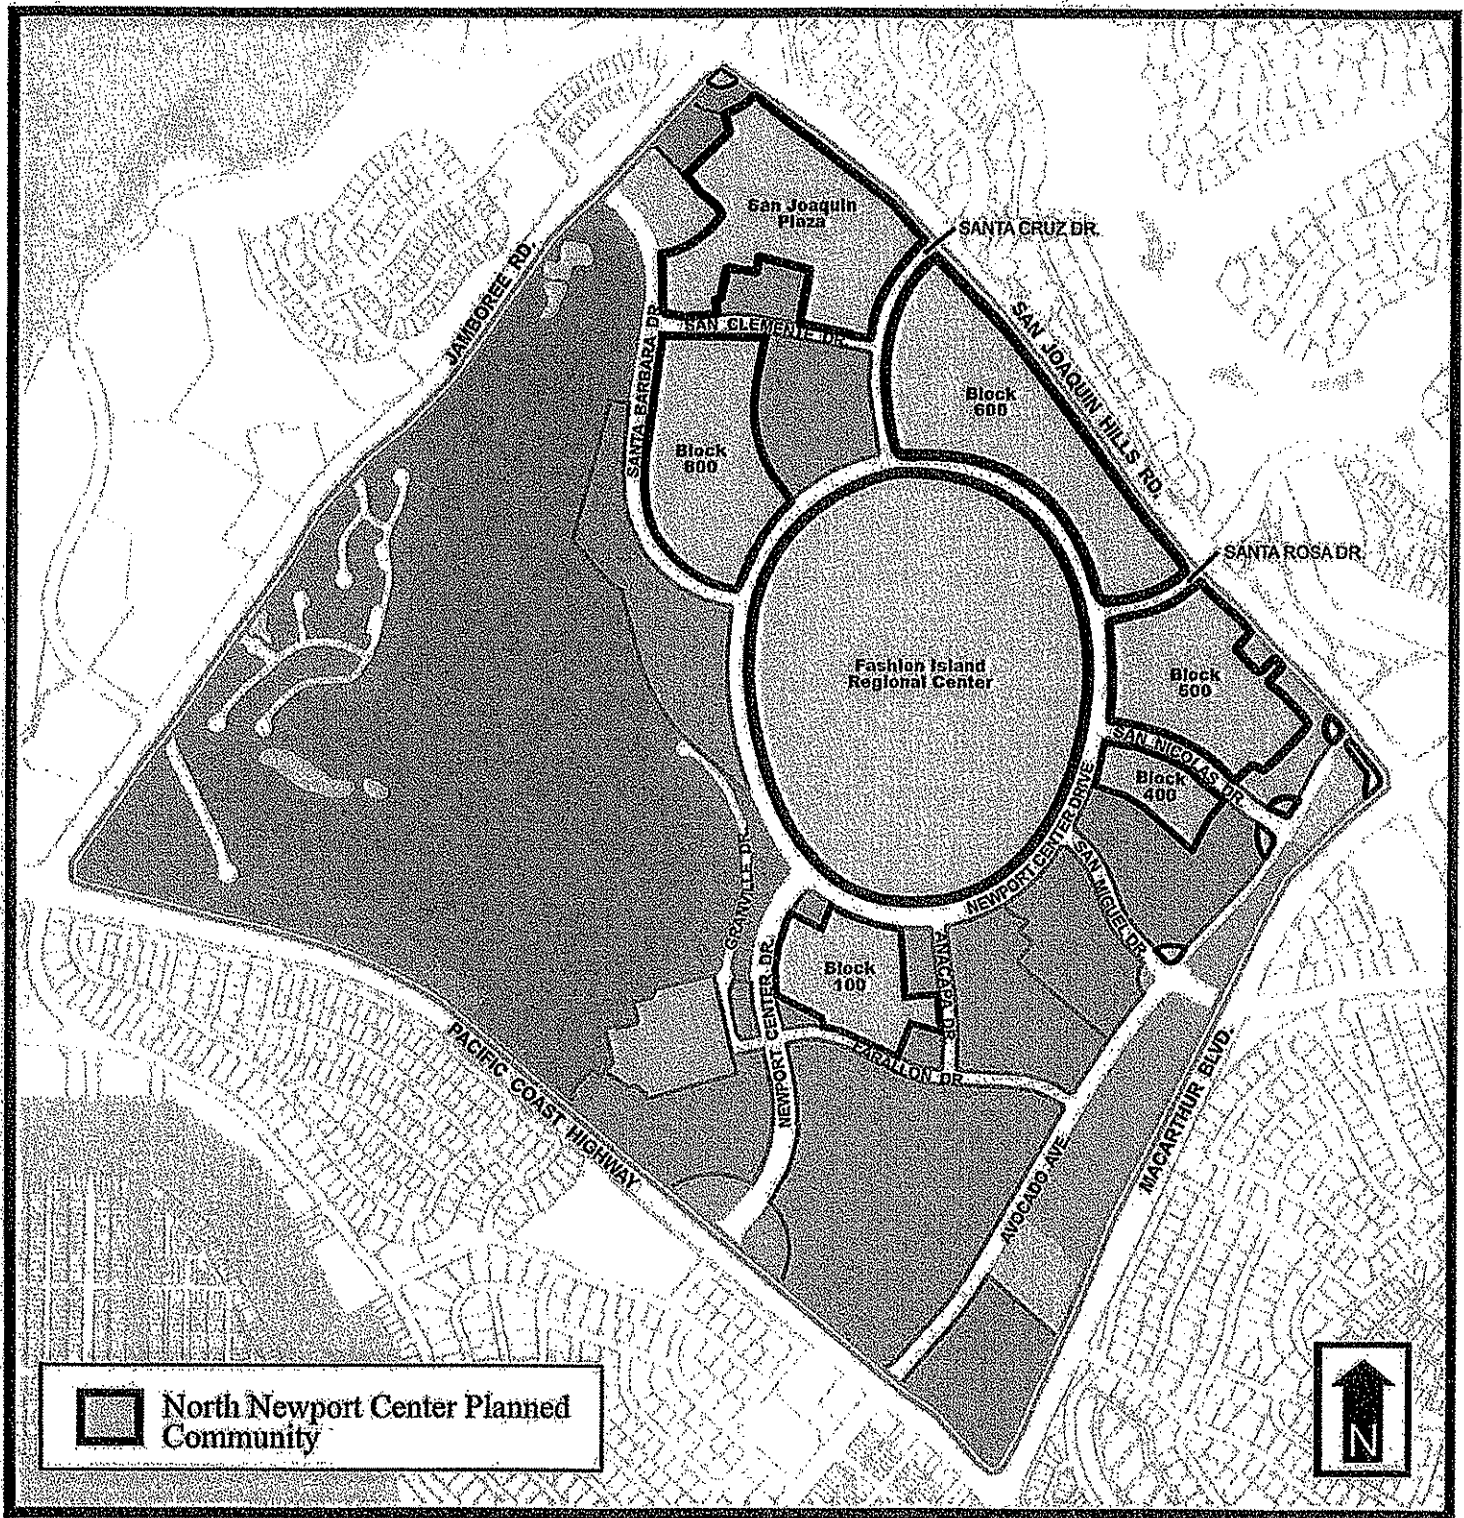 San Joaquin
Plaza
SANTA CRUZ DR.
JAMBOREE RD.
SAN CLEMENTE DR.
SANTA BARBARA DR.
SAN JOAQUIN HILLS RD.
Block
600
Block
800
SANTA ROSA DR.
Fashion Island
Regional Center
Block
500
SAN NICOLAS DR.
Block
400
NEWPORT CENTER DRIVE
SAN MIGUEL DR.
GRANVILLE DR.
NEWPORT CENTER DR.
Block
100
ANACAPA DR.
FARALLON DR.
PACIFIC COAST HIGHWAY
AVOCADO AVE.
MACARTHUR BLVD.
North Newport Center Planned
Community
N